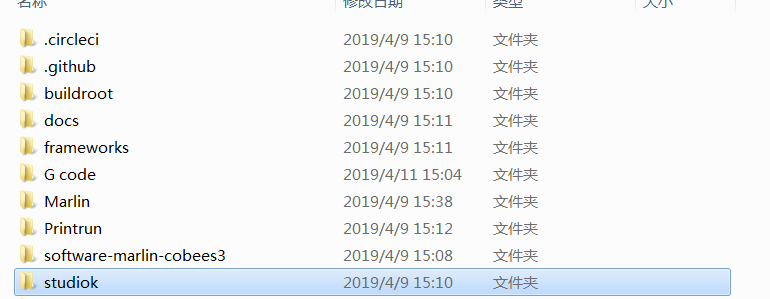 名称 修改日期 类型 大小
.circleci 2019/4/9 15:10 文件夹
.github 2019/4/9 15:10 文件夹
buildroot 2019/4/9 15:10 文件夹
docs 2019/4/9 15:11 文件夹
frameworks 2019/4/9 15:11 文件夹
G code 2019/4/11 15:04 文件夹
Marlin 2019/4/9 15:38 文件夹
Printrun 2019/4/9 15:12 文件夹
software-marlin-cobees3 2019/4/9 15:08 文件夹
studiok 2019/4/9 15:10 文件夹